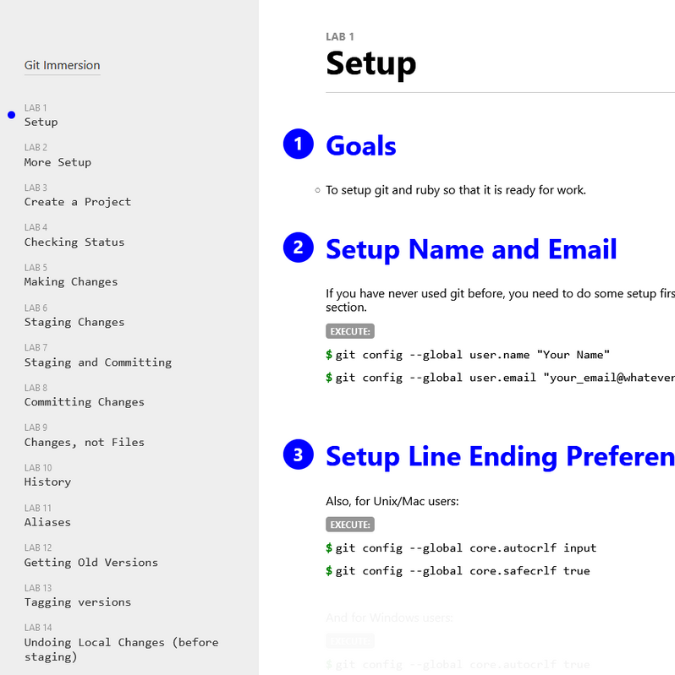 Git Immersion
LAB 1
Setup
LAB 2
More Setup
LAB 3
Create a Project
LAB 4
Checking Status
LAB 5
Making Changes
LAB 6
Staging Changes
LAB 7
Staging and Committing
LAB 8
Committing Changes
LAB 9
Changes, not Files
LAB 10
History
LAB 11
Aliases
LAB 12
Getting Old Versions
LAB 13
Tagging versions
LAB 14
Undoing Local Changes (before
staging)
LAB 1
Setup
1 Goals
To setup git and ruby so that it is ready for work.
2 Setup Name and Email
If you have never used git before, you need to do some setup firs
section.
EXECUTE:
$ git config --global user.name "Your Name"
$ git config --global user.email "your_email@whatever
3 Setup Line Ending Preferen
Also, for Unix/Mac users:
EXECUTE:
$ git config --global core.autocrlf input
$ git config --global core.safecrlf true
And for Windows users:
EXECUTE:
$ git config --global core.autocrlf true